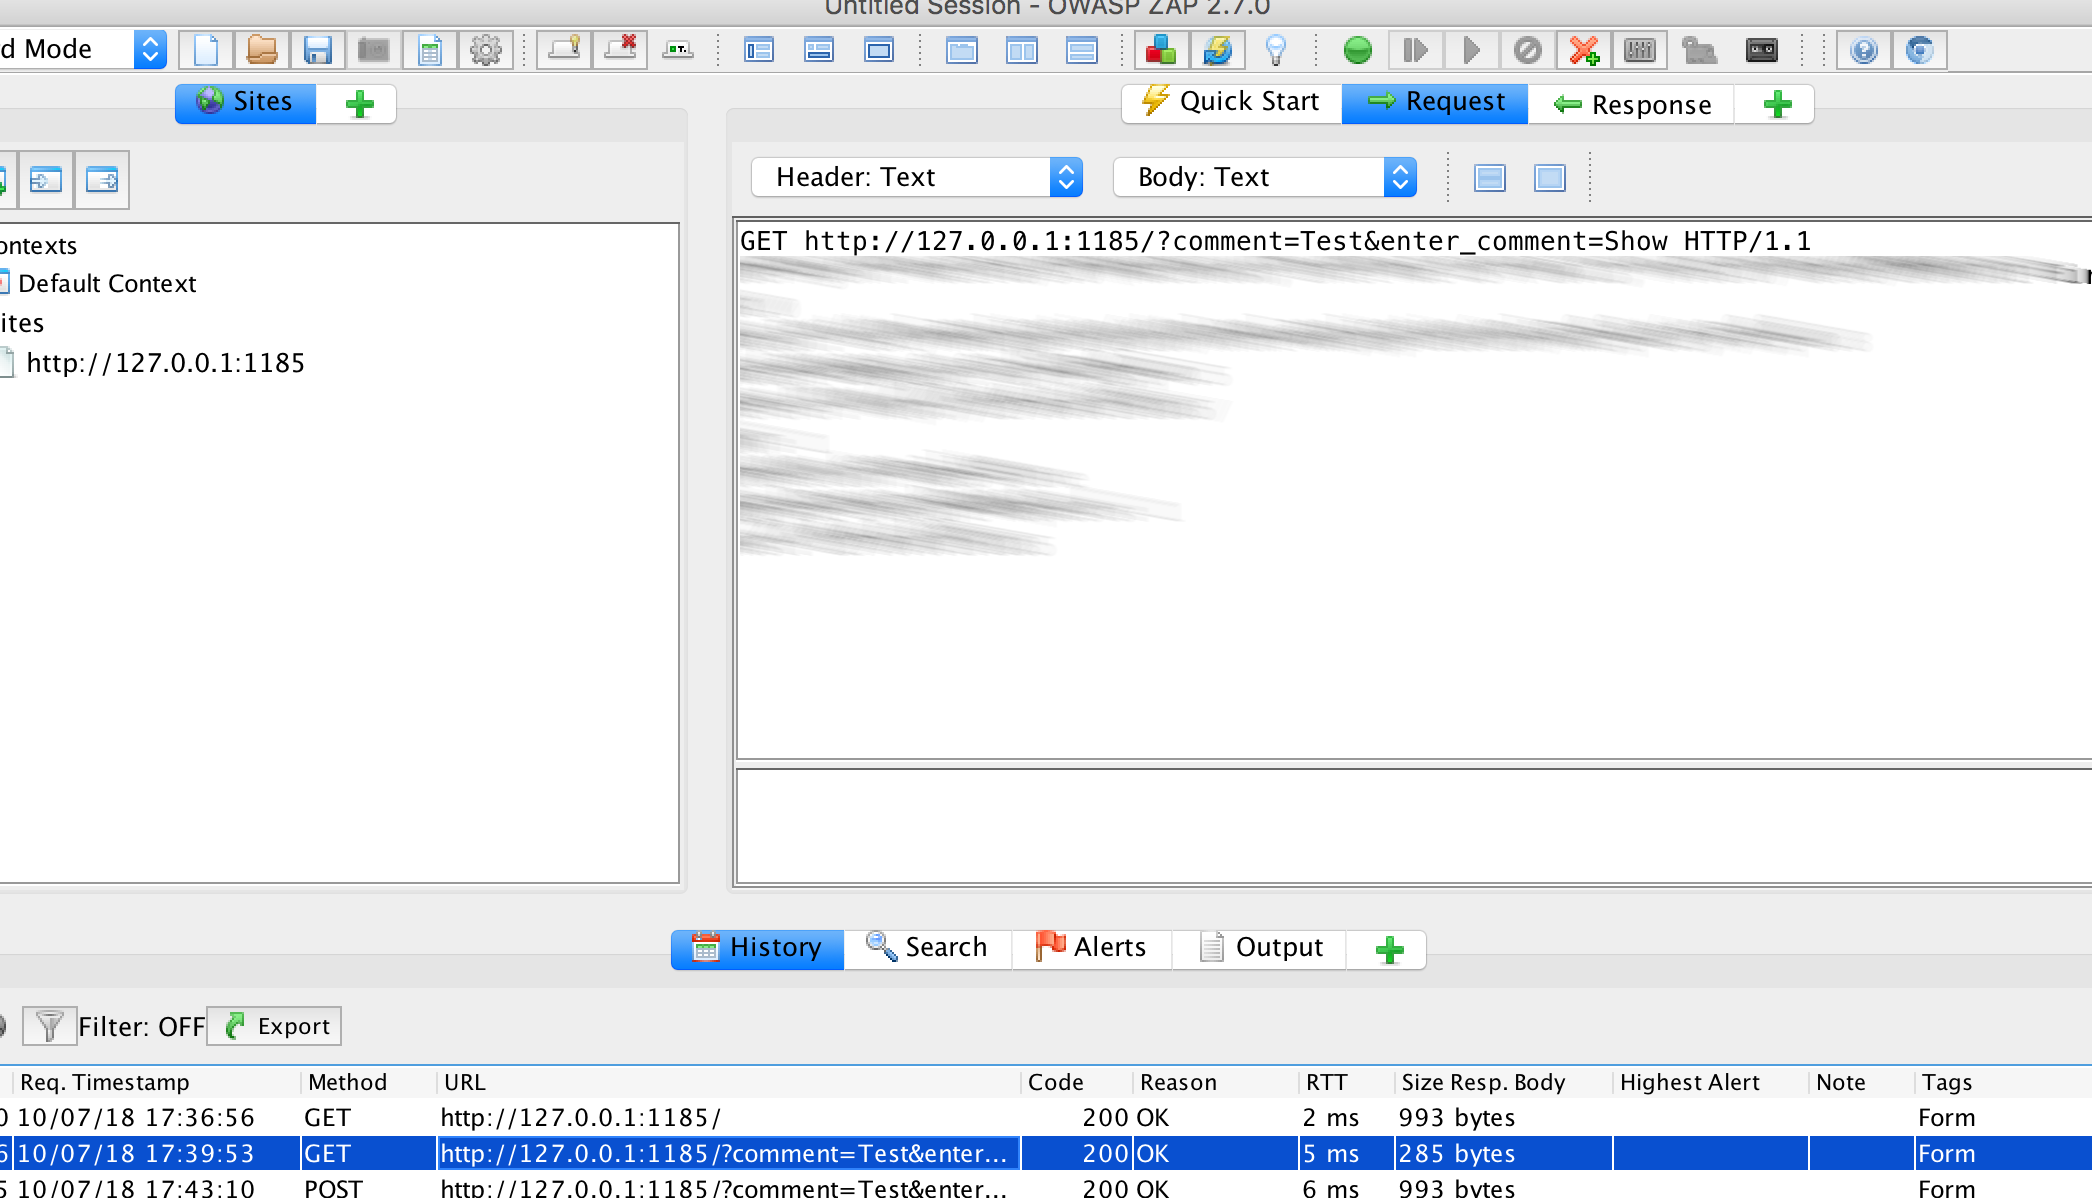 Untitled Session - OWASP ZAP 2.7.0
d Mode
Sites
Quick Start
Request
Response
Header: Text
Body: Text
ontexts
Default Context
ites
http://127.0.0.1:1185
GET http://127.0.0.1:1185/?comment=Test&enter_comment=Show HTTP/1.1
History
Search
Alerts
Output
Filter: OFF
Export
Req. Timestamp Method URL Code Reason RTT Size Resp. Body Highest Alert Note Tags
0 10/07/18 17:36:56 GET http://127.0.0.1:1185/ 200 OK 2 ms 993 bytes Form
6 10/07/18 17:39:53 GET http://127.0.0.1:1185/?comment=Test&enter... 200 OK 5 ms 285 bytes Form
5 10/07/18 17:43:10 POST http://127.0.0.1:1185/?comment=Test&enter... 200 OK 6 ms 993 bytes Form